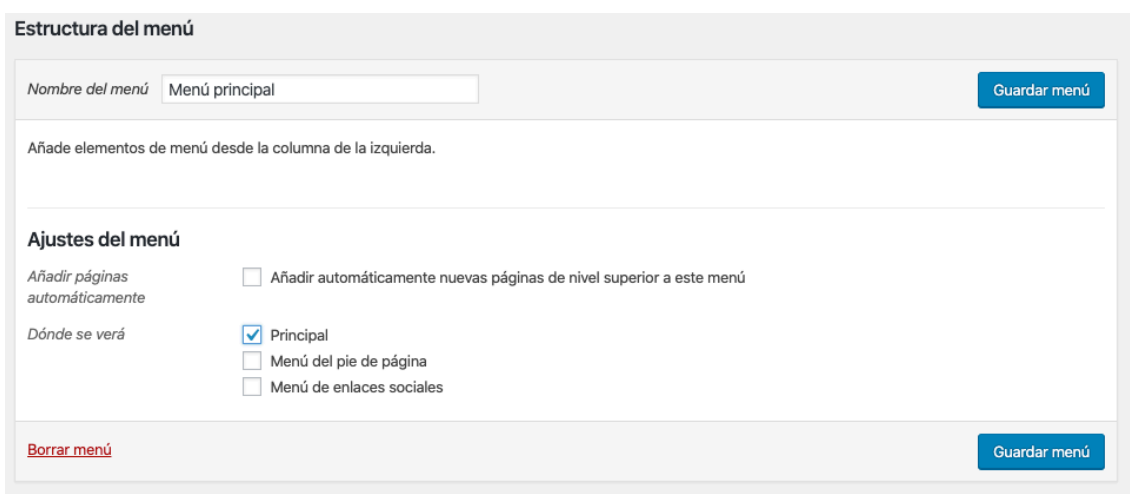 Estructura del menú
Nombre del menú Menú principal Guardar menú
Añade elementos de menú desde la columna de la izquierda.
Ajustes del menú
Añadir páginas
automáticamente
Añadir automáticamente nuevas páginas de nivel superior a este menú
Dónde se verá
Principal
Menú del pie de página
Menú de enlaces sociales
Borrar menú Guardar menú